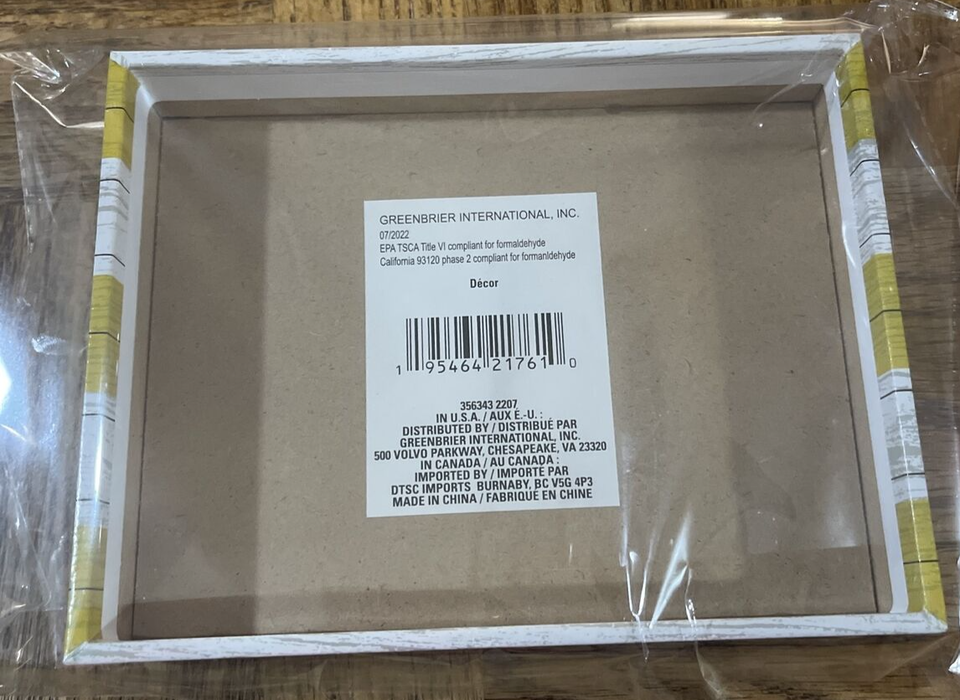 GREENBRIER INTERNATIONAL, INC.
07/2022
EPA TSCA Title VI compliant for formaldehyde
California 93120 phase 2 compliant for formanldehyde
Décor
1 95464 21761 0
356343 2207
IN U.S.A. / AUX É.-U. :
DISTRIBUTED BY / DISTRIBUÉ PAR
GREENBRIER INTERNATIONAL, INC.
500 VOLVO PARKWAY, CHESAPEAKE, VA 23320
IN CANADA / AU CANADA :
IMPORTED BY / IMPORTÉ PAR
DTSC IMPORTS BURNABY, BC V5G 4P3
MADE IN CHINA / FABRIQUÉ EN CHINE